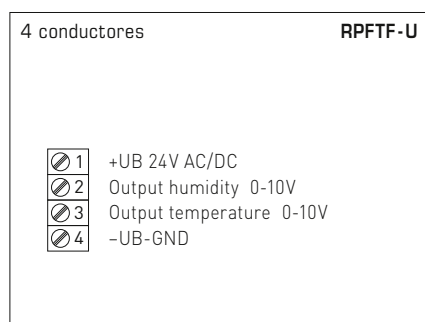 4 conductores RPFTF-U
1 +UB 24V AC/DC
2 Output humidity 0-10V
3 Output temperature 0-10V
4 –UB-GND